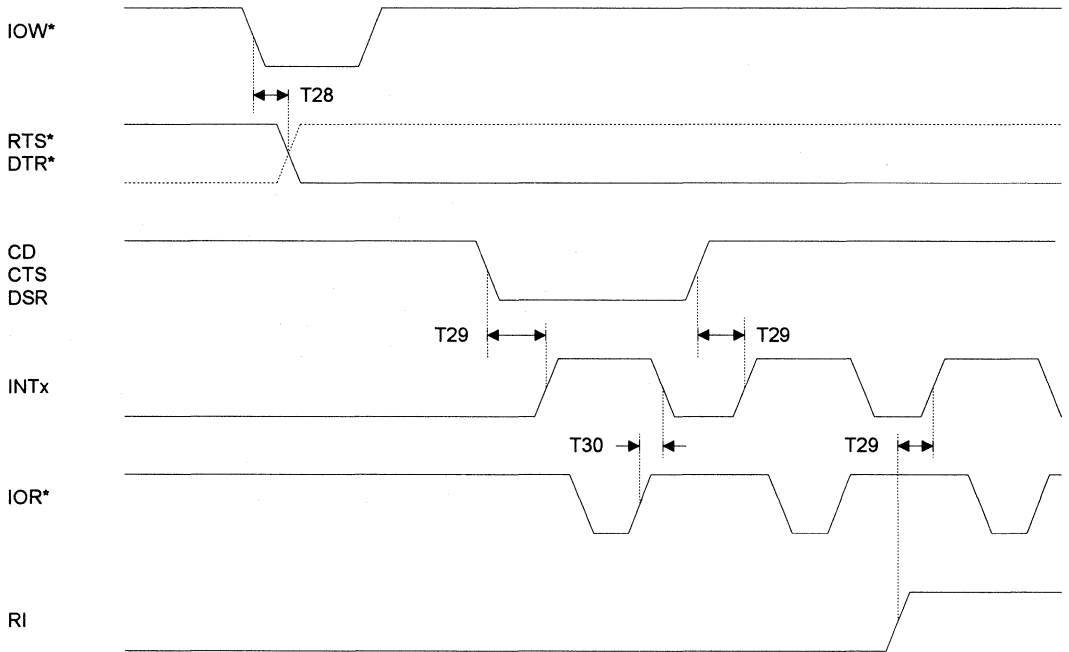 IOW*
T28
RTS*
DTR*
CD
CTS
DSR
T29
T29
INTx
T30
T29
IOR*
RI